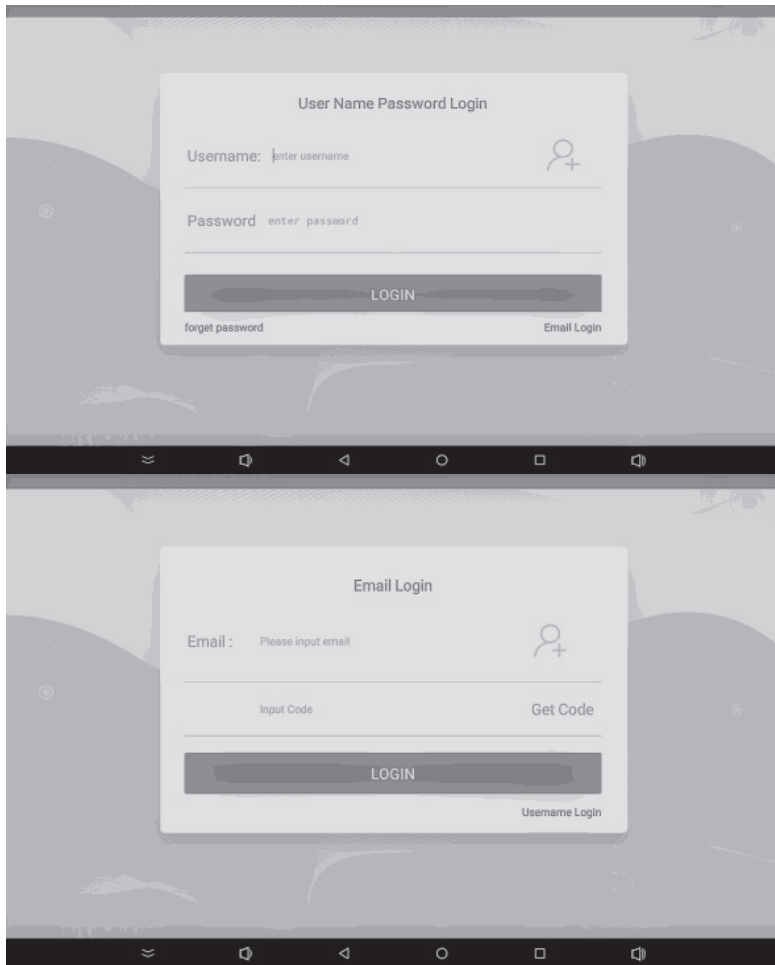 User Name Password Login
Username: enter username
Password enter password
LOGIN
forget password Email Login
Email Login
Email : Please input email
Input Code Get Code
LOGIN
Username Login